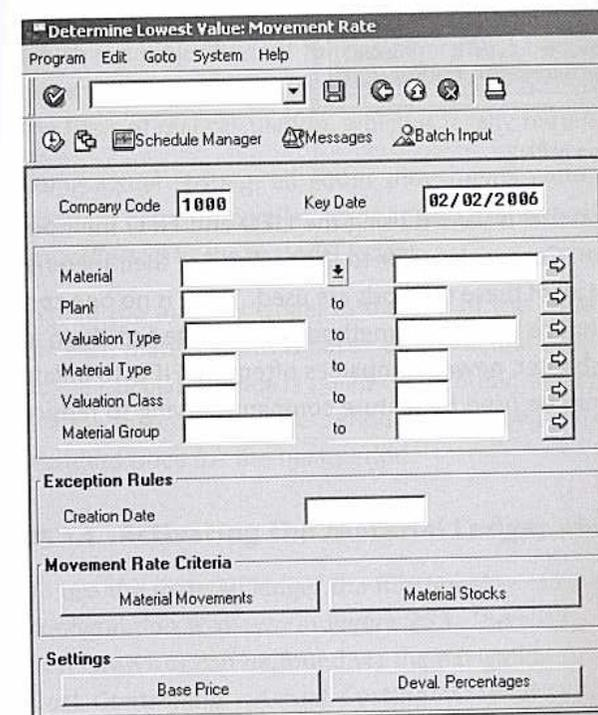 Determine Lowest Value: Movement Rate
Program Edit Goto System Help
Schedule Manager Messages Batch Input
Company Code 1000 Key Date 02/02/2006
Material
Plant to
Valuation Type to
Material Type to
Valuation Class to
Material Group to
Exception Rules
Creation Date
Movement Rate Criteria
Material Movements Material Stocks
Settings
Base Price Deval. Percentages